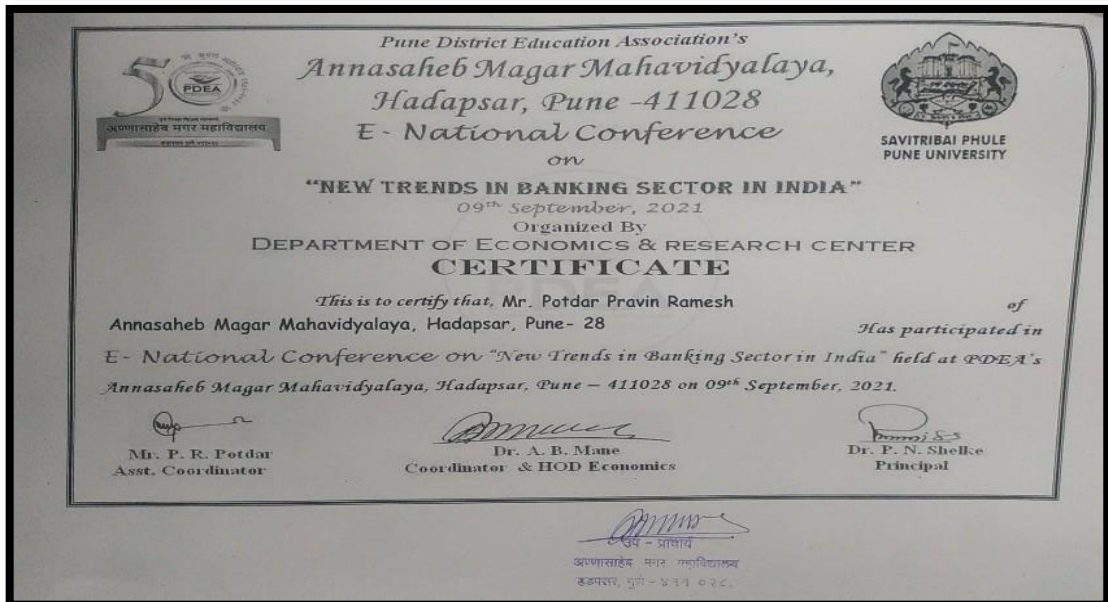 Pune District Education Association's
Annasaheb Magar Mahavidyalaya,
Hadapsar, Pune -411028
E- National Conference
on
"NEW TRENDS IN BANKING SECTOR IN INDIA"
09th September, 2021
Organized By
DEPARTMENT OF ECONOMICS & RESEARCH CENTER
CERTIFICATE
PDEA
अण्णासाहेब मगर महाविद्यालय
SAVITRIBAI PHULE
PUNE UNIVERSITY
This is to certify that, Mr. Potdar Pravin Ramesh of
Annasaheb Magar Mahavidyalaya, Hadapsar, Pune- 28 Has participated in
E- National Conference on "New Trends in Banking Sector in India" held at PDEA's
Annasaheb Magar Mahavidyalaya, Hadapsar, Pune – 411028 on 09th September, 2021.
Mr. P. R. Potdar
Asst. Coordinator
Dr. A. B. Mane
Coordinator & HOD Economics
Dr. P. N. Shelke
Principal
उप - प्राचार्य
अण्णासाहेब मगर महाविद्यालय
हडपसर, पुणे - ४११ ०२८.